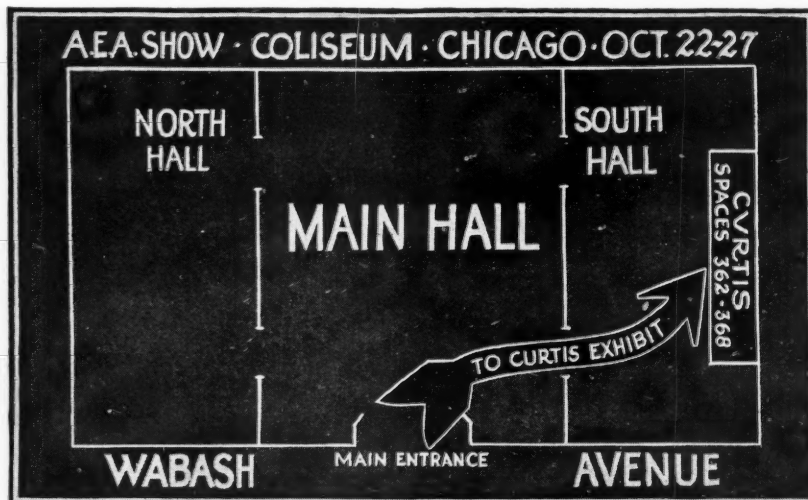 A.E.A. SHOW · COLISEUM · CHICAGO · OCT. 22-27
NORTH
HALL
SOUTH
HALL
MAIN HALL
CVRTIS
SPACES 362-368
TO CURTIS EXHIBIT
MAIN ENTRANCE
WABASH AVENUE